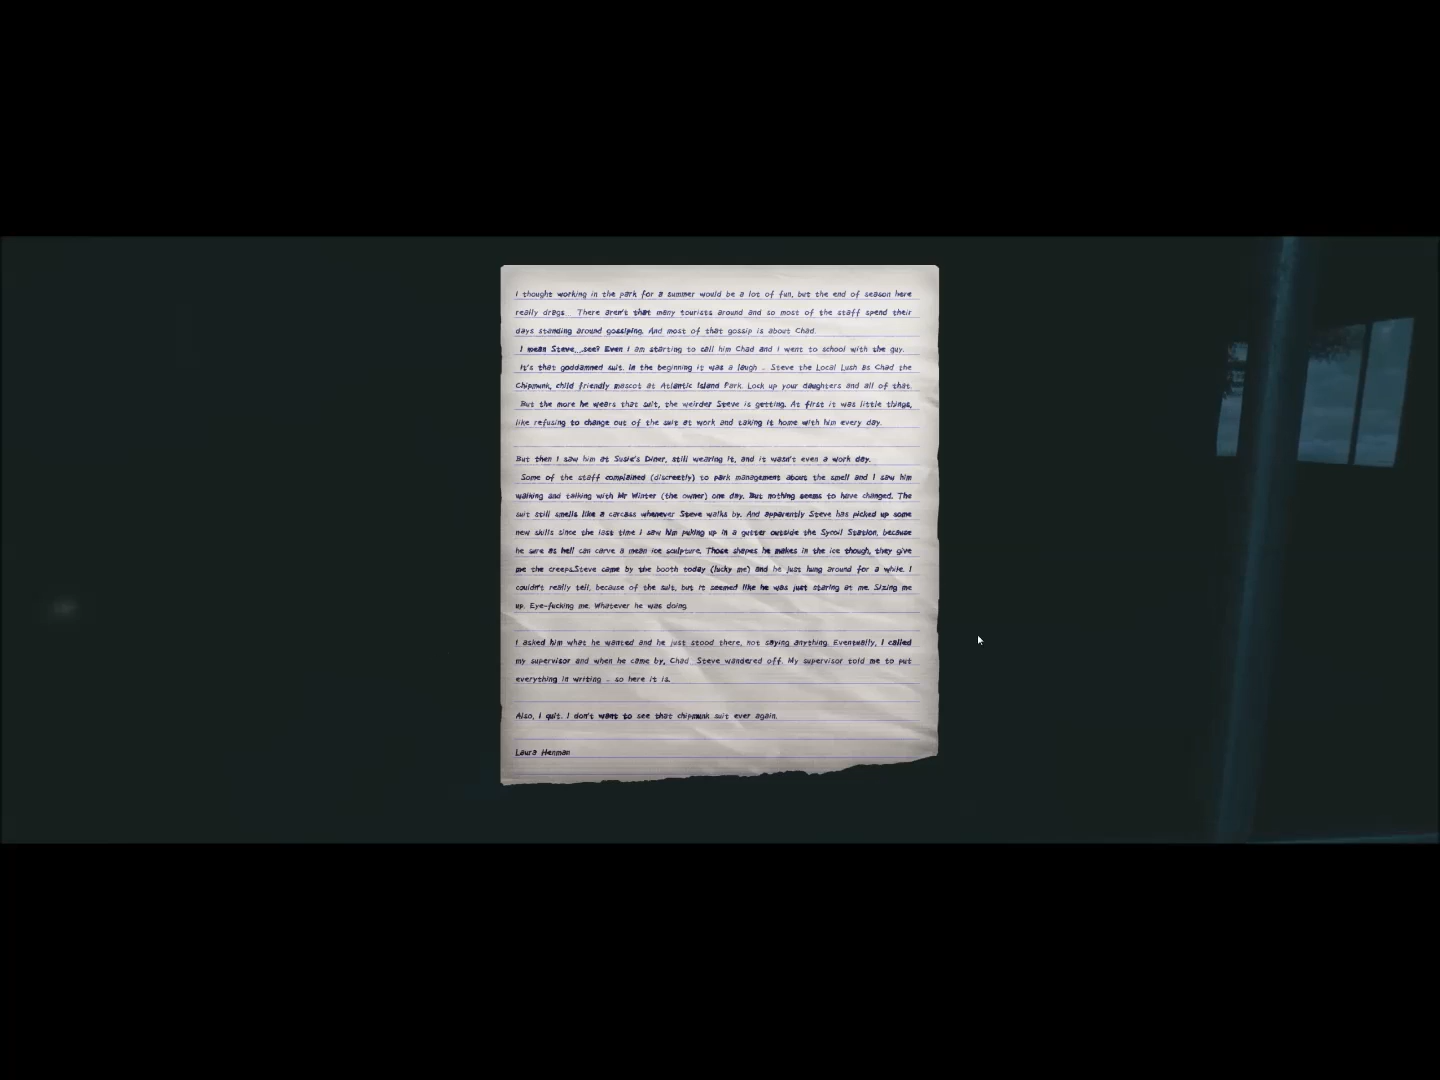 I thought working in the park for a summer would be a lot of fun, but the end of season here
really drags.. There aren't that many tourists around and so most of the staff spend their
days standing around gossiping. And most of that gossip is about Chad.
I mean Steve,...see? Even I am starting to call him Chad and I went to school with the guy.
It's that goddamned suit. In the beginning it was a laugh - Steve the Local Lush as Chad the
Chipmunk, child friendly mascot at Atlantic Island Park. Lock up your daughters and all of that.
But the more he wears that suit, the weirder Steve is getting. At first it was little things,
like refusing to change out of the suit at work and taking it home with him every day.
But then I saw him at Susie's Diner, still wearing it, and it wasn't even a work day.
Some of the staff complained (discreetly) to park management about the smell and I saw him
walking and talking with Mr Winter (the owner) one day. But nothing seems to have changed. The
suit still smells like a carcass whenever Steve walks by. And apparently Steve has picked up some
new skills since the last time I saw him puking up in a gutter outside the Sycoil Station, because
he sure as hell can carve a mean ice sculpture. Those shapes he makes in the ice though, they give
me the creeps.Steve came by the booth today (lucky me) and he just hung around for a while. I
couldn't really tell, because of the suit, but it seemed like he was just staring at me. Sizing me
up. Eye-fucking me. Whatever he was doing.
I asked him what he wanted and he just stood there, not saying anything. Eventually, I called
my supervisor and when he came by, Chad Steve wandered off. My supervisor told me to put
everything in writing - so here it is.
Also, I quit. I don't want to see that chipmunk suit ever again.
Laura Henman